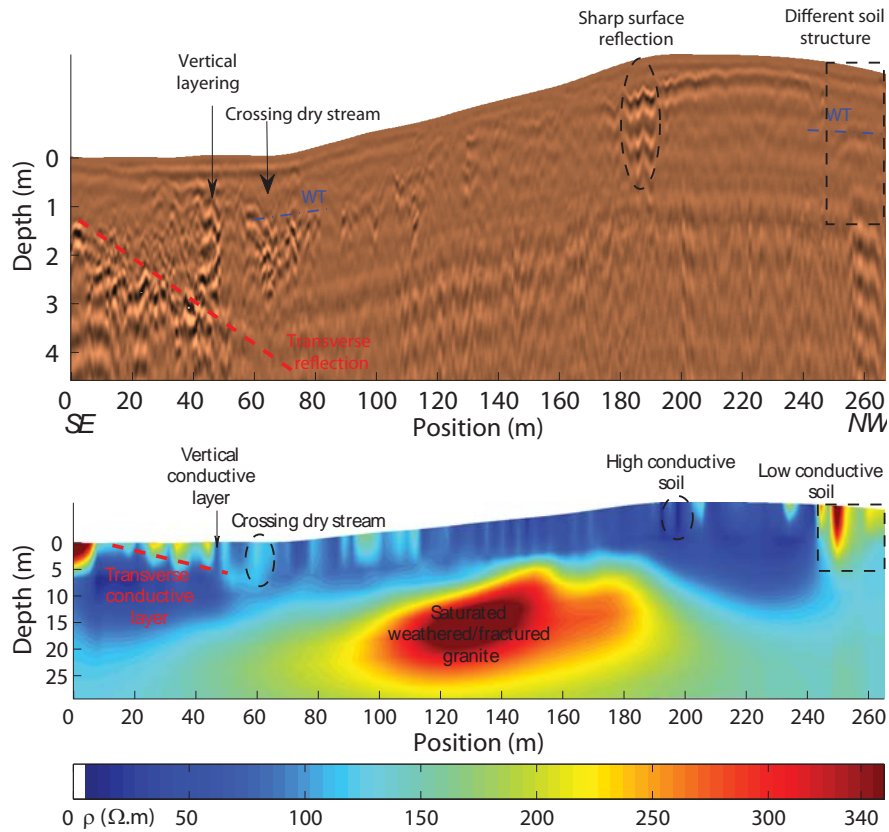 Sharp surface
reflection
Different soil
structure
Vertical
layering
Crossing dry stream
WT
WT
Transverse
reflection
Depth (m)
0
1
2
3
4
0 20 40 60 80 100 120 140 160 180 200 220 240 260
SE
Position (m)
NW
Vertical
conductive
layer
Crossing dry stream
High conductive
soil
Low conductive
soil
Transverse
conductive
layer
Saturated
weathered/fractured
granite
Depth (m)
0
5
10
15
20
25
0 20 40 60 80 100 120 140 160 180 200 220 240 260
Position (m)
0 ρ (Ω.m) 50 100 150 200 250 300 350